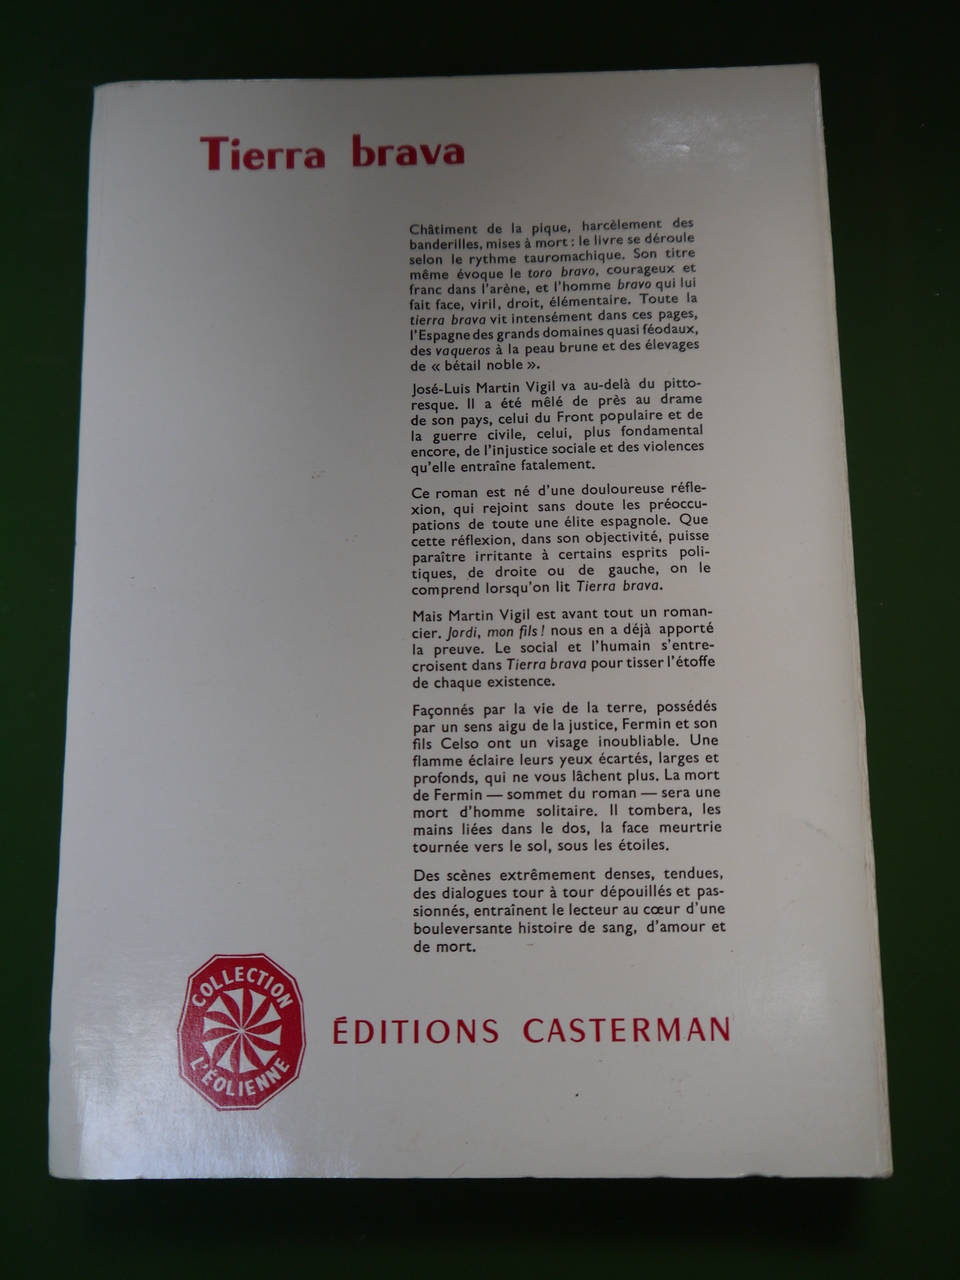 Tierra brava
Châtiment de la pique, harcèlement des
banderilles, mises à mort : le livre se déroule
selon le rythme tauromachique. Son titre
même évoque le toro bravo, courageux et
franc dans l'arène, et l'homme bravo qui lui
fait face, viril, droit, élémentaire. Toute la
tierra brava vit intensément dans ces pages,
l'Espagne des grands domaines quasi féodaux,
des vaqueros à la peau brune et des élevages
de « bétail noble ».
José-Luis Martin Vigil va au-delà du pitto-
resque. Il a été mêlé de près au drame
de son pays, celui du Front populaire et de
la guerre civile, celui, plus fondamental
encore, de l'injustice sociale et des violences
qu'elle entraîne fatalement.
Ce roman est né d'une douloureuse réfle-
xion, qui rejoint sans doute les préoccu-
pations de toute une élite espagnole. Que
cette réflexion, dans son objectivité, puisse
paraître irritante à certains esprits poli-
tiques, de droite ou de gauche, on le
comprend lorsqu'on lit Tierra brava.
Mais Martin Vigil est avant tout un roman-
cier. Jordi, mon fils ! nous en a déjà apporté
la preuve. Le social et l'humain s'entre-
croisent dans Tierra brava pour tisser l'étoffe
de chaque existence.
Façonnés par la vie de la terre, possédés
par un sens aigu de la justice, Fermin et son
fils Celso ont un visage inoubliable. Une
flamme éclaire leurs yeux écartés, larges et
profonds, qui ne vous lâchent plus. La mort
de Fermin — sommet du roman — sera une
mort d'homme solitaire. Il tombera, les
mains liées dans le dos, la face meurtrie
tournée vers le sol, sous les étoiles.
Des scènes extrêmement denses, tendues,
des dialogues tour à tour dépouillés et pas-
sionnés, entraînent le lecteur au cœur d'une
bouleversante histoire de sang, d'amour et
de mort.
COLLECTION
L'ÉOLIENNE
ÉDITIONS CASTERMAN